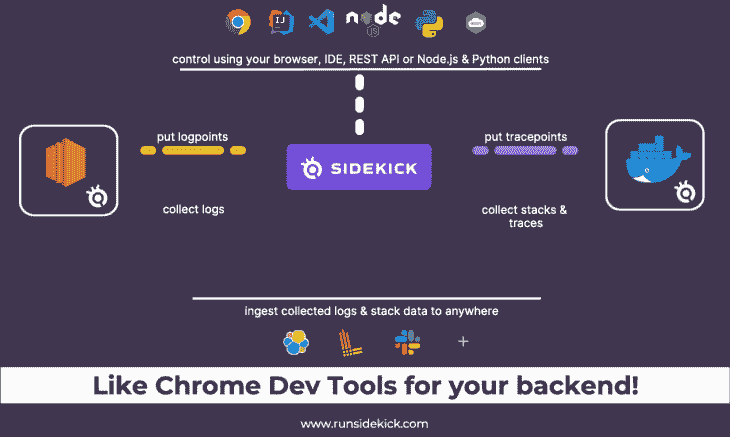 node
JS
control using your browser, IDE, REST API or Node.js & Python clients
put logpoints
put tracepoints
SIDEKICK
collect logs
collect stacks &
traces
ingest collected logs & stack data to anywhere
+
Like Chrome Dev Tools for your backend!
www.runsidekick.com